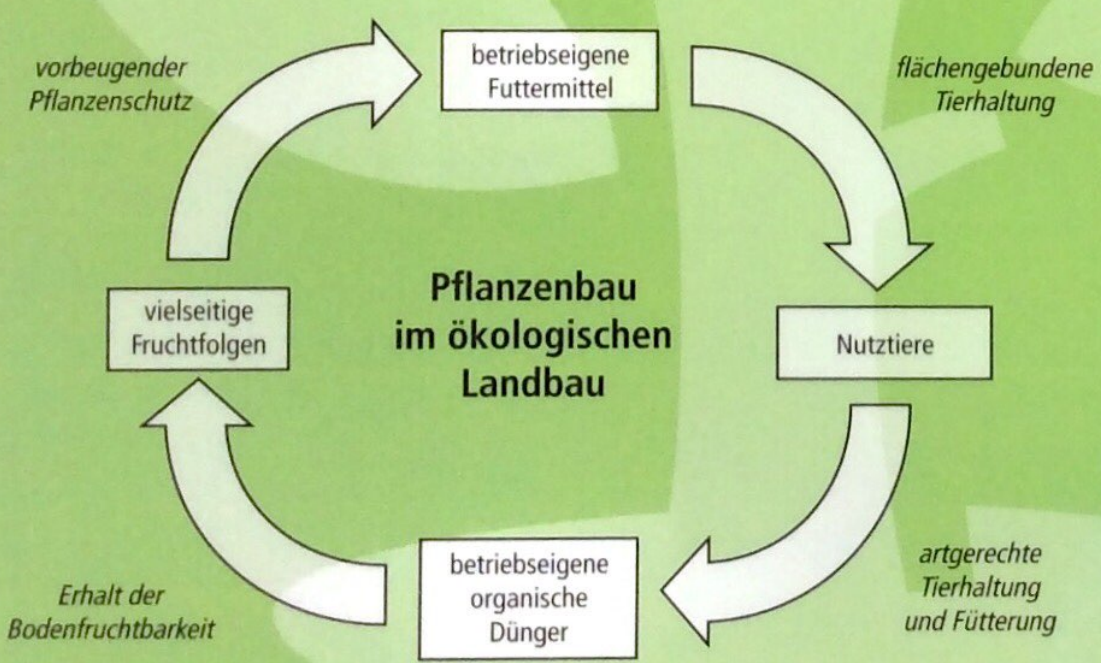 vorbeugender
Pflanzenschutz
betriebseigene
Futtermittel
flächengebundene
Tierhaltung
vielseitige
Fruchtfolgen
Pflanzenbau
im ökologischen
Landbau
Nutztiere
betriebseigene
organische
Dünger
Erhalt der
Bodenfruchtbarkeit
artgerechte
Tierhaltung
und Fütterung